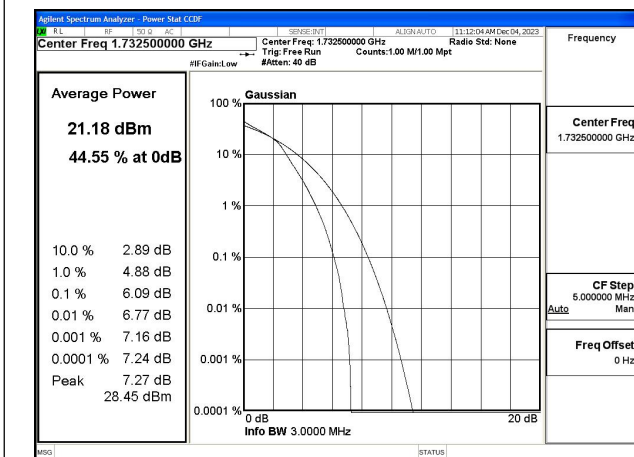 Agilent Spectrum Analyzer - Power Stat CCDF
RL RF 50 Ω AC SENSE:INT ALIGN AUTO 11:12:04 AM Dec 04, 2023
Center Freq 1.732500000 GHz
Center Freq: 1.732500000 GHz Radio Std: None
Trig: Free Run Counts:1.00 M/1.00 Mpt
#IFGain:Low #Atten: 40 dB
Frequency
Average Power
21.18 dBm
44.55 % at 0dB
10.0 % 2.89 dB
1.0 % 4.88 dB
0.1 % 6.09 dB
0.01 % 6.77 dB
0.001 % 7.16 dB
0.0001 % 7.24 dB
Peak 7.27 dB
28.45 dBm
100 % Gaussian
10 %
1 %
0.1 %
0.01 %
0.001 %
0.0001 %
0 dB 20 dB
Info BW 3.0000 MHz
Center Freq
1.732500000 GHz
CF Step
5.000000 MHz
Auto Man
Freq Offset
0 Hz
MSG STATUS